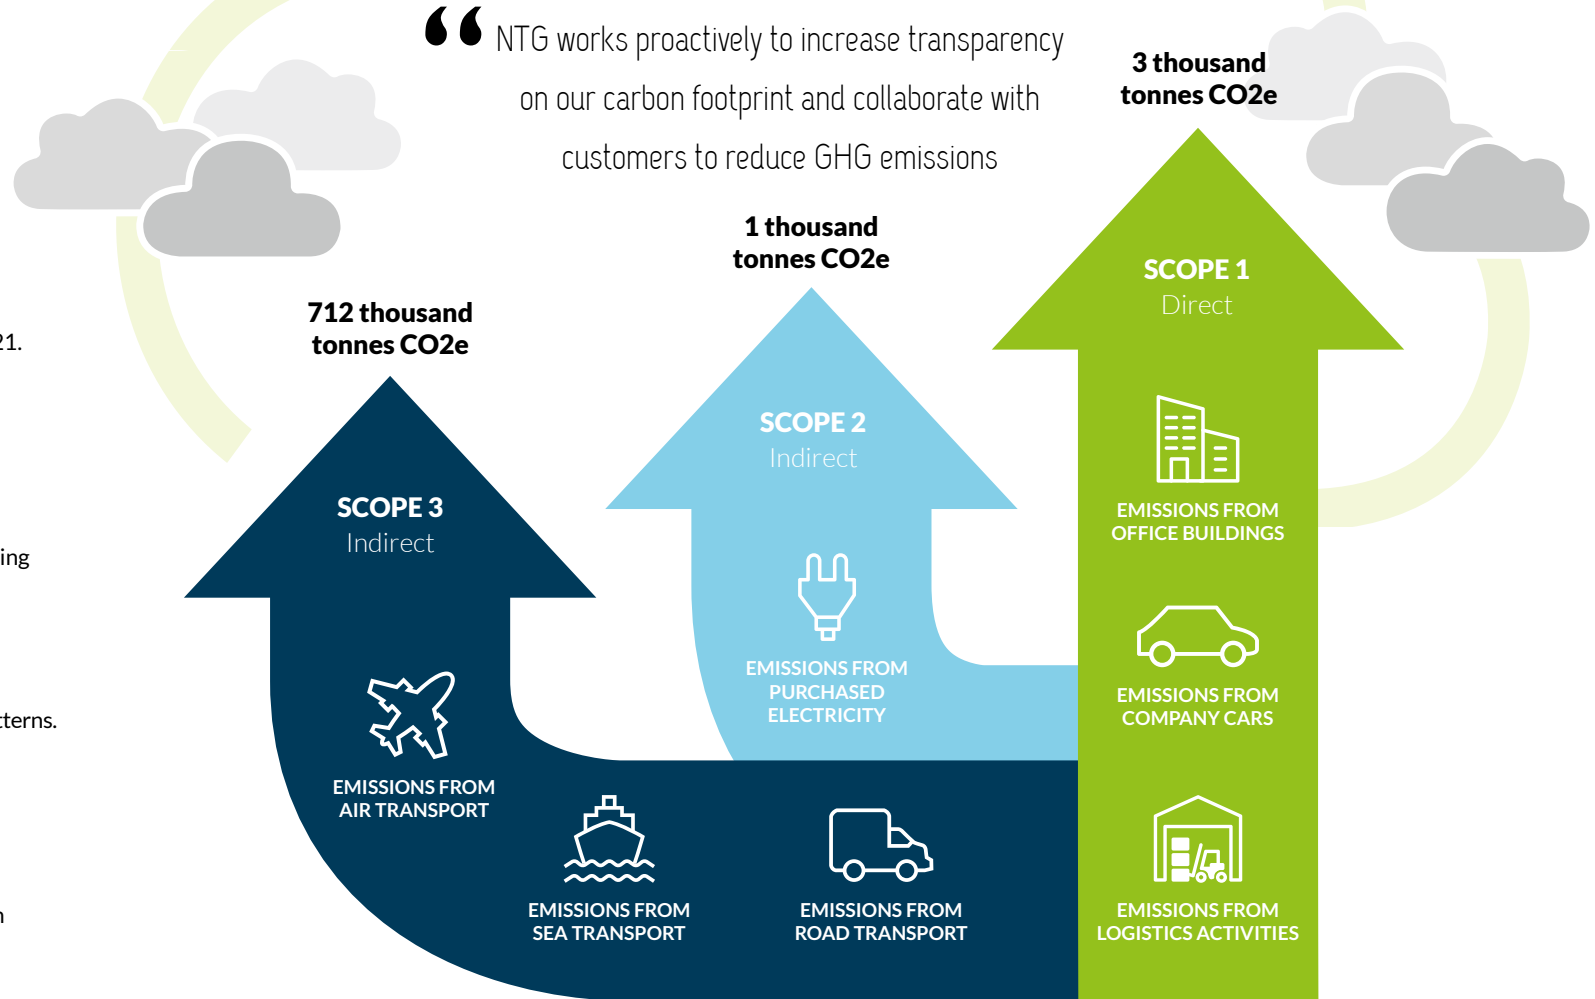 “ NTG works proactively to increase transparency
on our carbon footprint and collaborate with
customers to reduce GHG emissions
3 thousand
tonnes CO2e
1 thousand
tonnes CO2e
712 thousand
tonnes CO2e
SCOPE 1
Direct
SCOPE 2
Indirect
SCOPE 3
Indirect
EMISSIONS FROM
OFFICE BUILDINGS
EMISSIONS FROM
COMPANY CARS
EMISSIONS FROM
LOGISTICS ACTIVITIES
EMISSIONS FROM
PURCHASED
ELECTRICITY
EMISSIONS FROM
AIR TRANSPORT
EMISSIONS FROM
SEA TRANSPORT
EMISSIONS FROM
ROAD TRANSPORT
21.
ing
tterns.